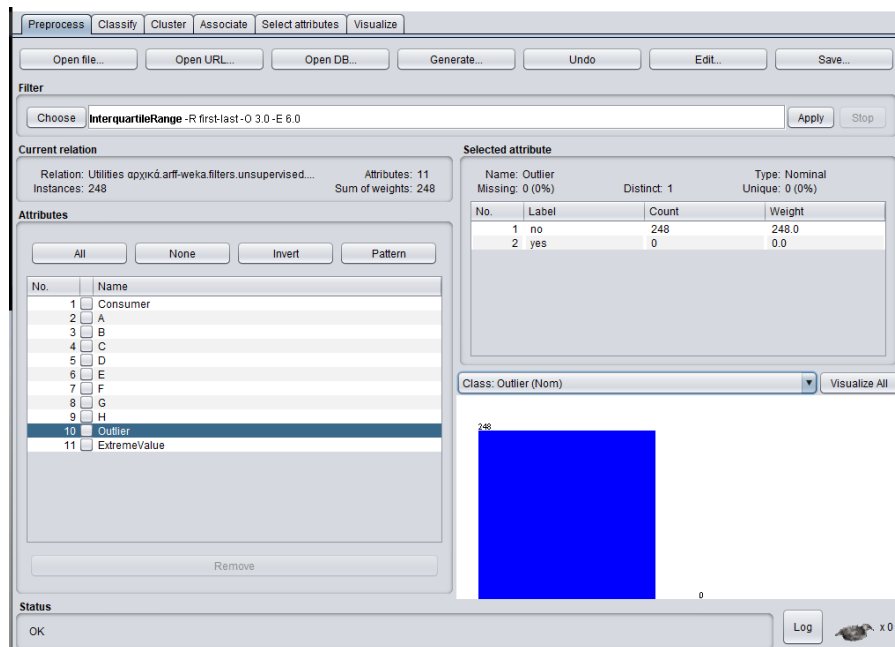 Preprocess Classify Cluster Associate Select attributes Visualize
Open file... Open URL... Open DB... Generate... Undo Edit... Save...
Filter
Choose InterquartileRange -R first-last -O 3.0 -E 6.0 Apply Stop
Current relation
Relation: Utilities αρχικά.arff-weka.filters.unsupervised.... Attributes: 11
Instances: 248 Sum of weights: 248
Attributes
All None Invert Pattern
No. Name
1 Consumer
2 A
3 B
4 C
5 D
6 E
7 F
8 G
9 H
10 Outlier
11 ExtremeValue
Remove
Selected attribute
Name: Outlier Type: Nominal
Missing: 0 (0%) Distinct: 1 Unique: 0 (0%)
No. Label Count Weight
1 no 248 248.0
2 yes 0 0.0
Class: Outlier (Nom) Visualize All
248
0
Status
OK Log x 0